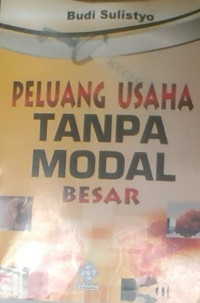 Budi Sulistyo
PELUANG USAHA
TANPA
MODAL
BESAR